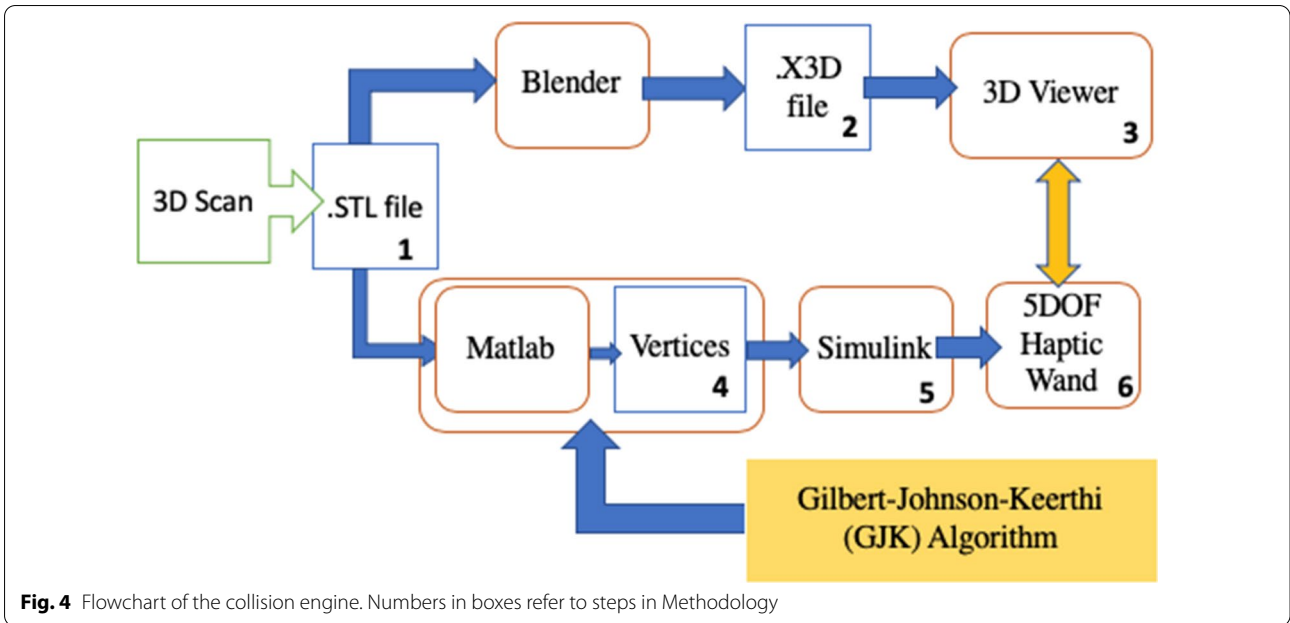 Blender
.X3D
file
2
3D Viewer
3
3D Scan
.STL file
1
Matlab
Vertices
4
Simulink
5
5DOF
Haptic
Wand
6
Gilbert-Johnson-Keerthi
(GJK) Algorithm
Fig. 4 Flowchart of the collision engine. Numbers in boxes refer to steps in Methodology